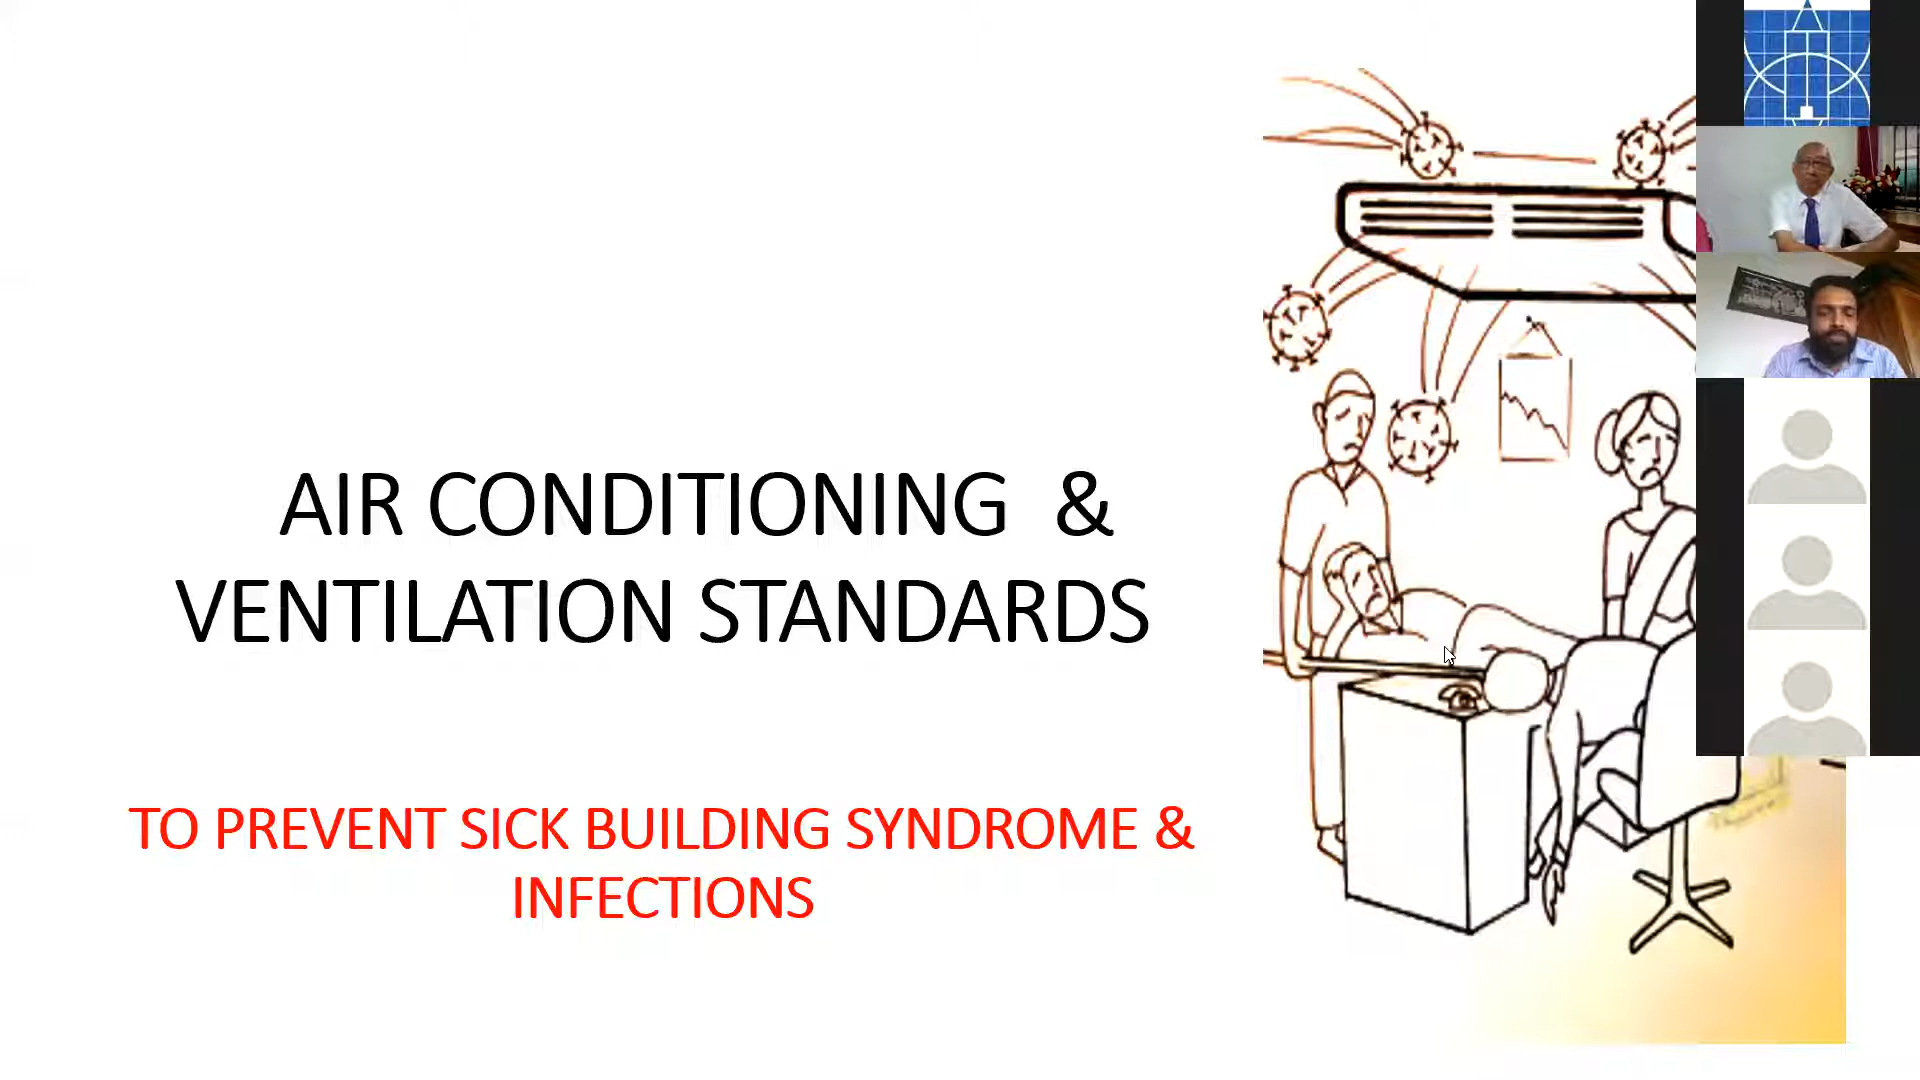 AIR CONDITIONING &
VENTILATION STANDARDS
TO PREVENT SICK BUILDING SYNDROME &
INFECTIONS